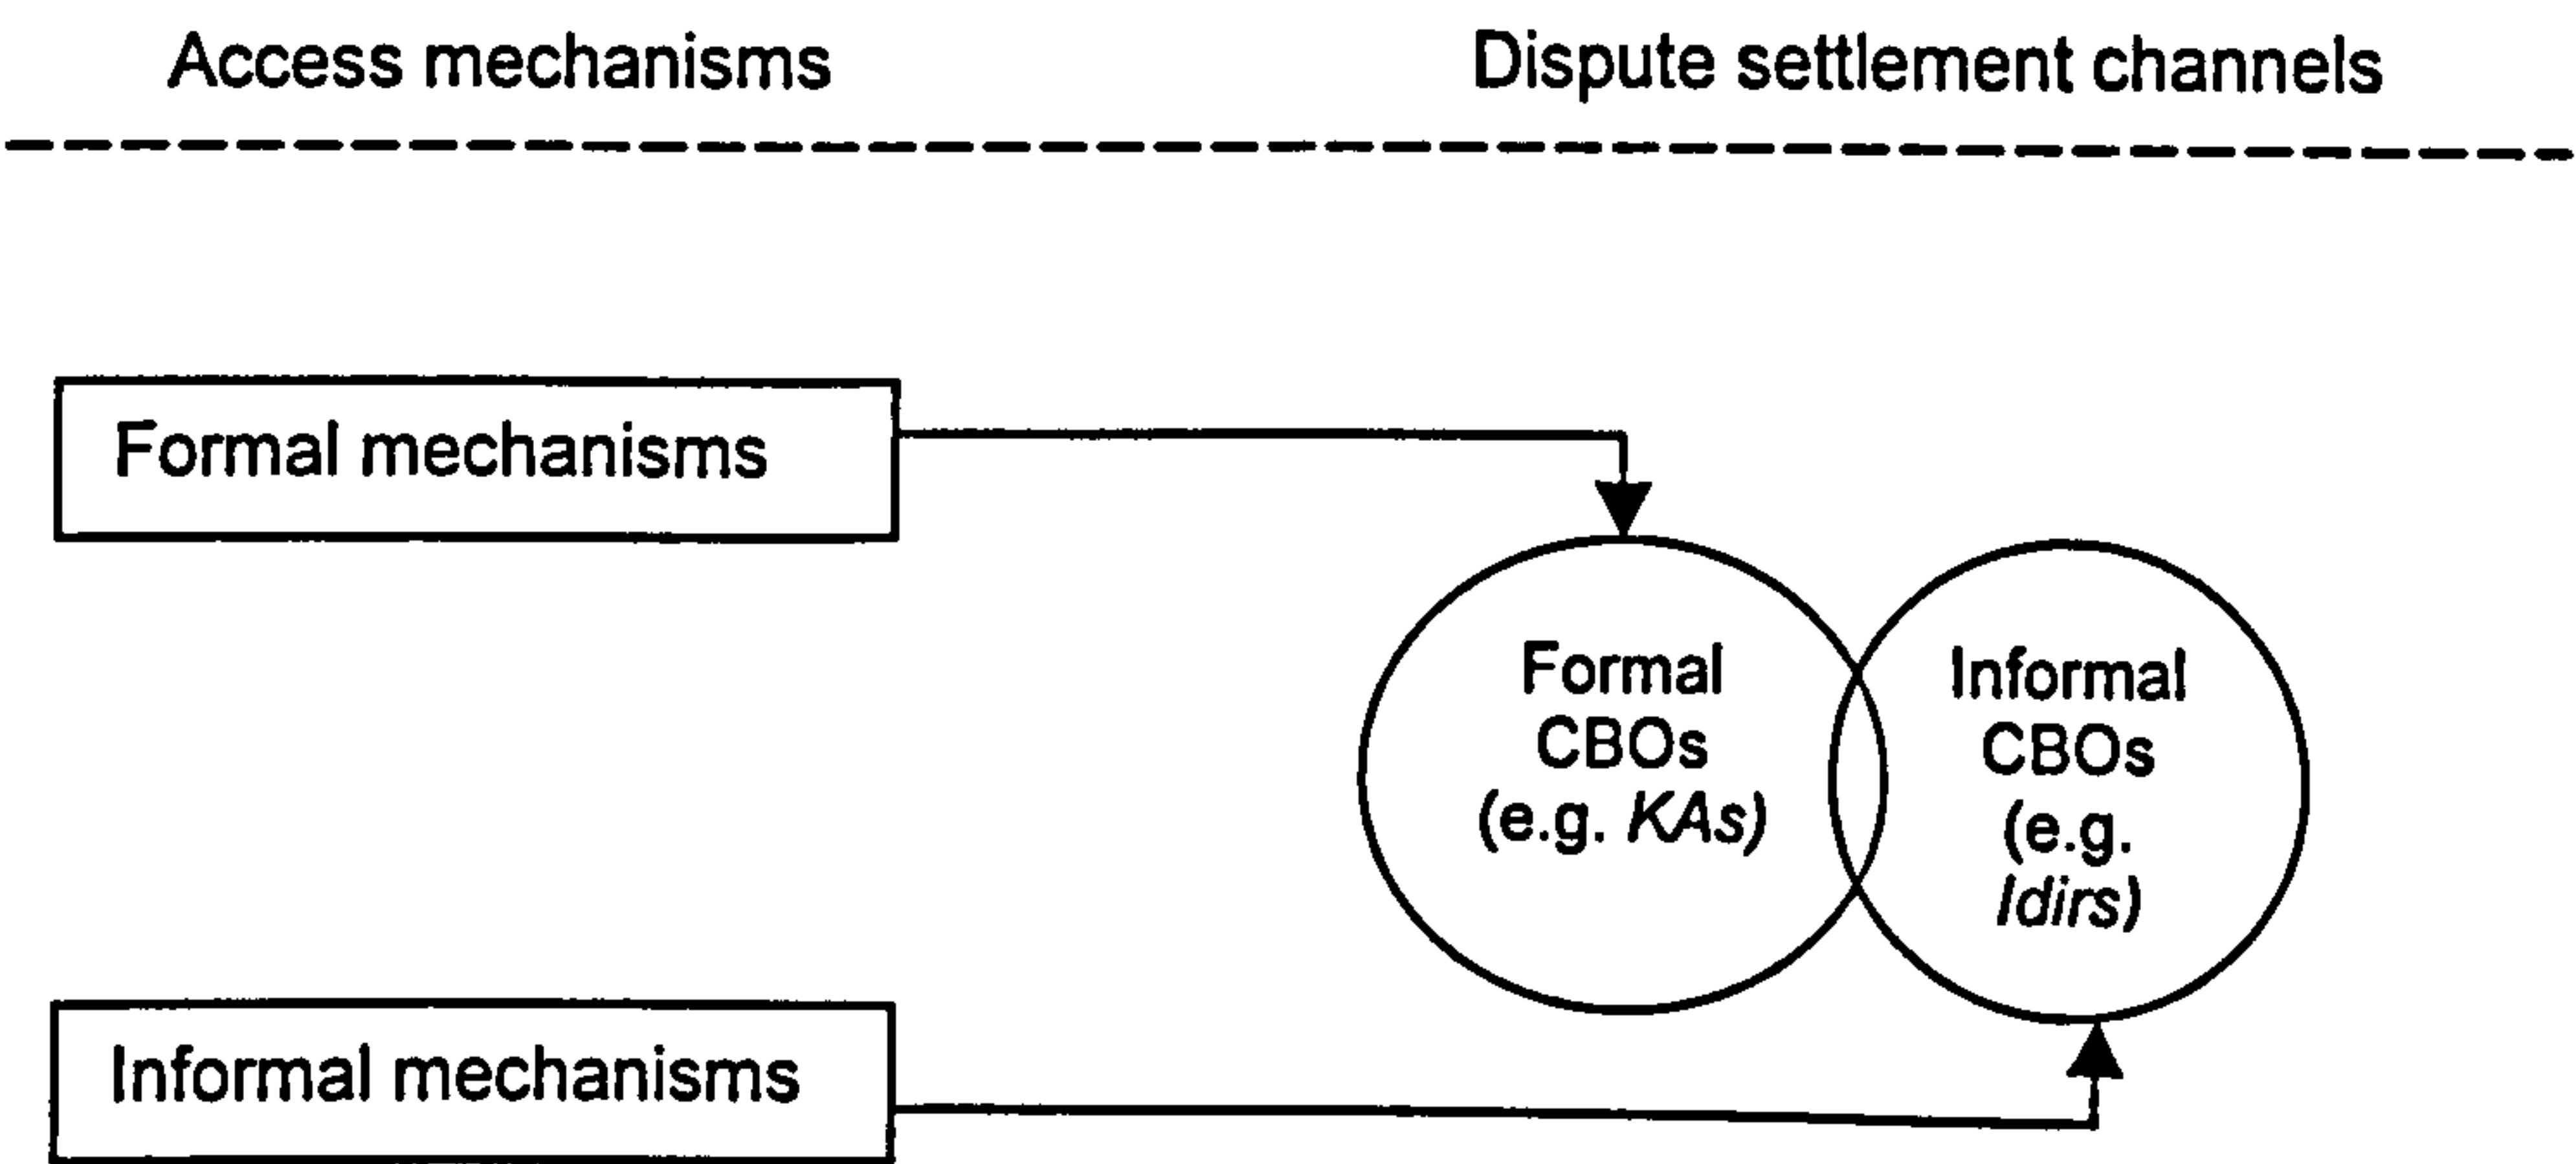 Access mechanisms
Dispute settlement channels
Formal mechanisms
Formal
CBOs
(e.g. KAs)
Informal
CBOs
(e.g.
Idirs)
Informal mechanisms